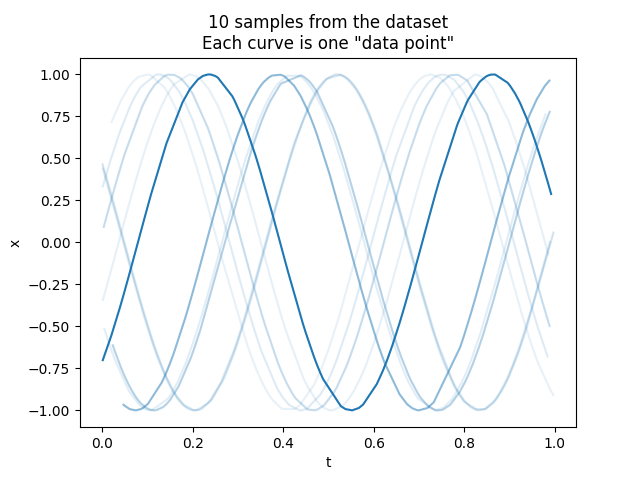 10 samples from the dataset
Each curve is one "data point"
1.00
0.75
0.50
0.25
0.00
−0.25
−0.50
−0.75
−1.00
x
0.0 0.2 0.4 0.6 0.8 1.0
t